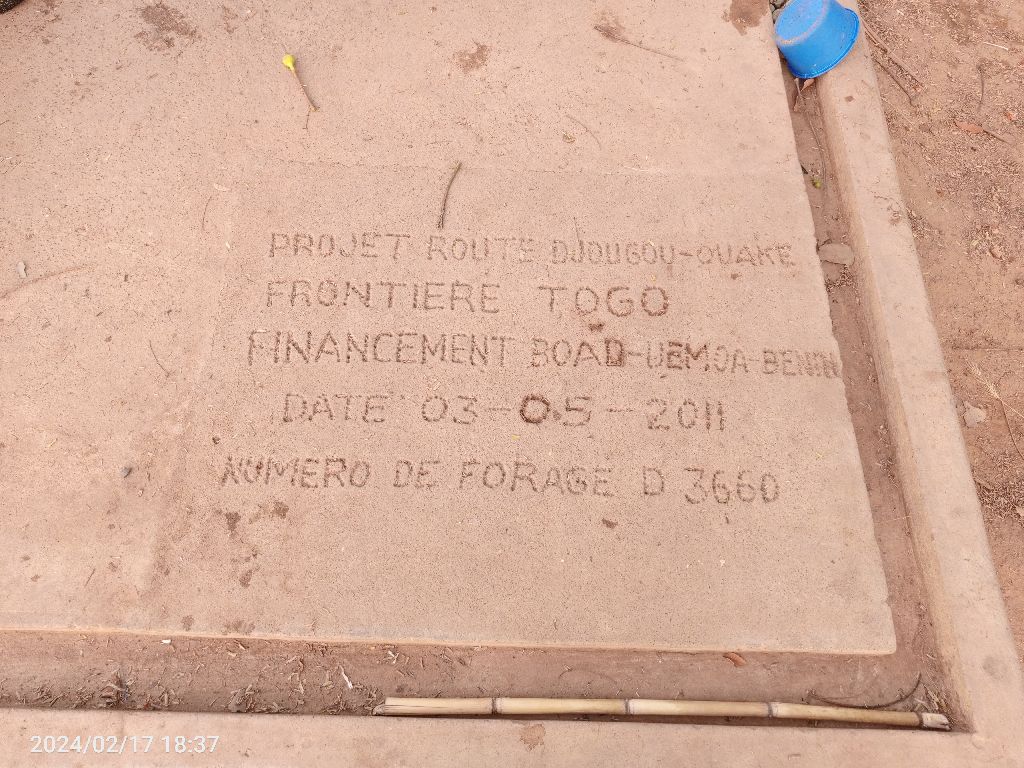 PROJET ROUTE DJOUGOU-OUAKE
FRONTIERE TOGO
FINANCEMENT BOAD-UEMOA-BENIN
DATE 03-05-2011
NUMERO DE FORAGE D 3660
2024/02/17 18:37